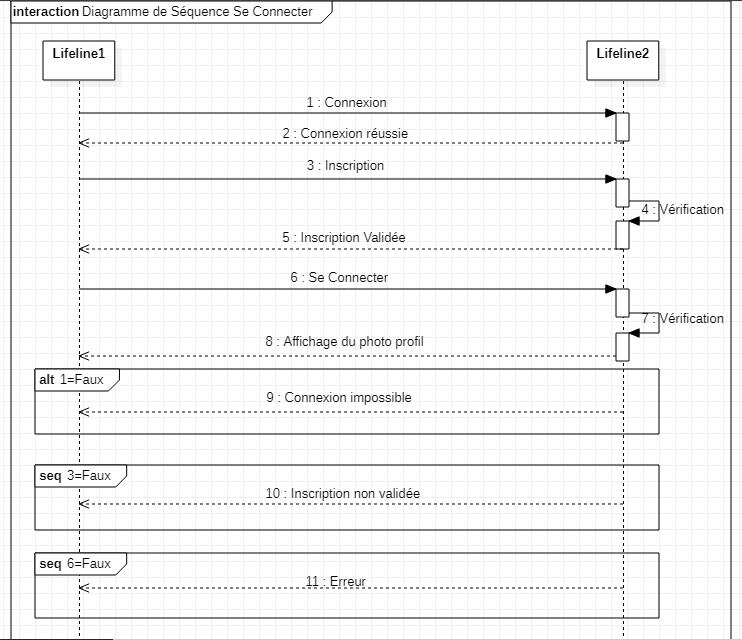 interaction Diagramme de Séquence Se Connecter
Lifeline1
Lifeline2
1 : Connexion
2 : Connexion réussie
3 : Inscription
4 : Vérification
5 : Inscription Validée
6 : Se Connecter
7 : Vérification
8 : Affichage du photo profil
alt 1=Faux
9 : Connexion impossible
seq 3=Faux
10 : Inscription non validée
seq 6=Faux
11 : Erreur